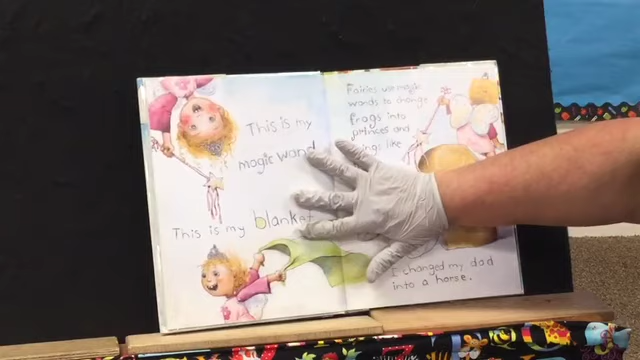 This is my
magic wand
This is my blanket
Fairies use magic
wands to change
frogs into
princes and
like
I changed my dad
into a horse.